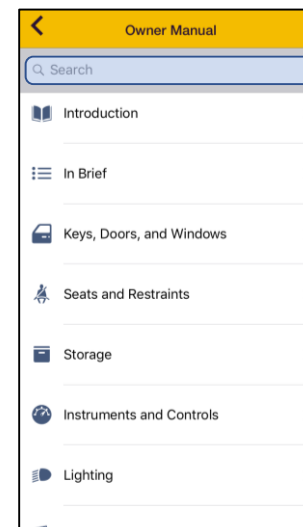 Owner Manual
Search
Introduction
In Brief
Keys, Doors, and Windows
Seats and Restraints
Storage
Instruments and Controls
Lighting